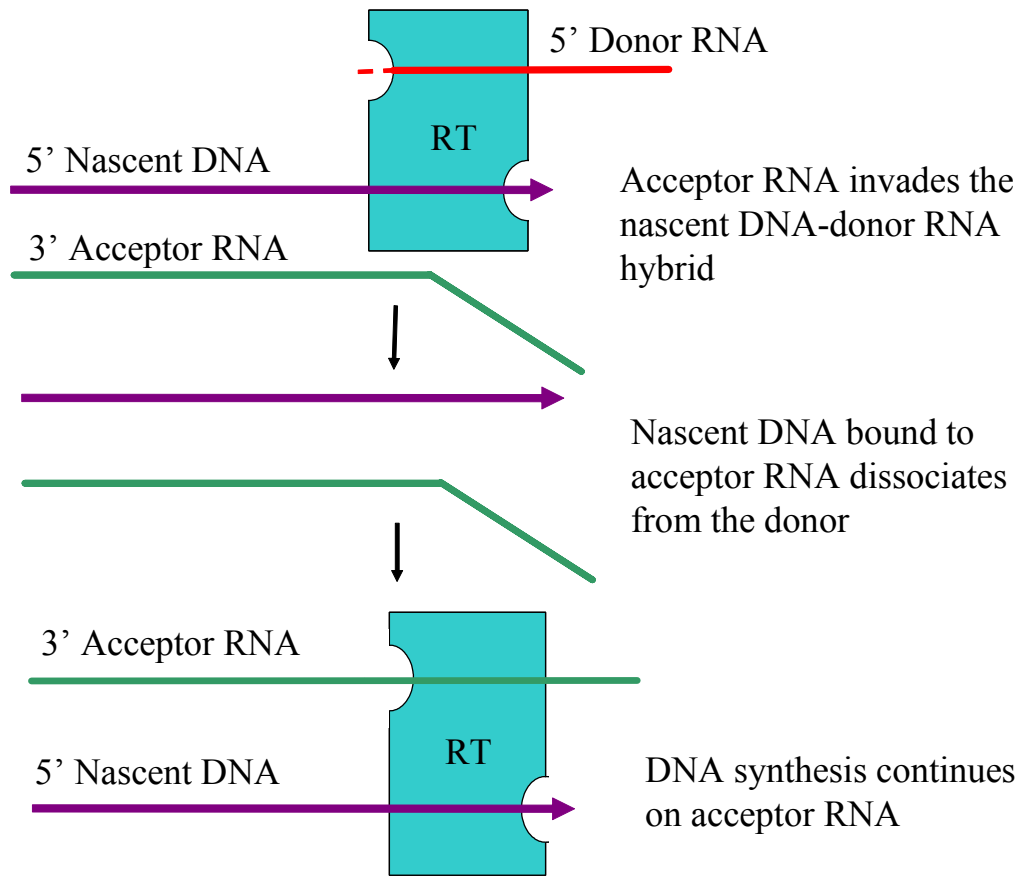 5’ Donor RNA
RT
5’ Nascent DNA
3’ Acceptor RNA
Acceptor RNA invades the
nascent DNA-donor RNA
hybrid
Nascent DNA bound to
acceptor RNA dissociates
from the donor
3’ Acceptor RNA
RT
5’ Nascent DNA
DNA synthesis continues
on acceptor RNA